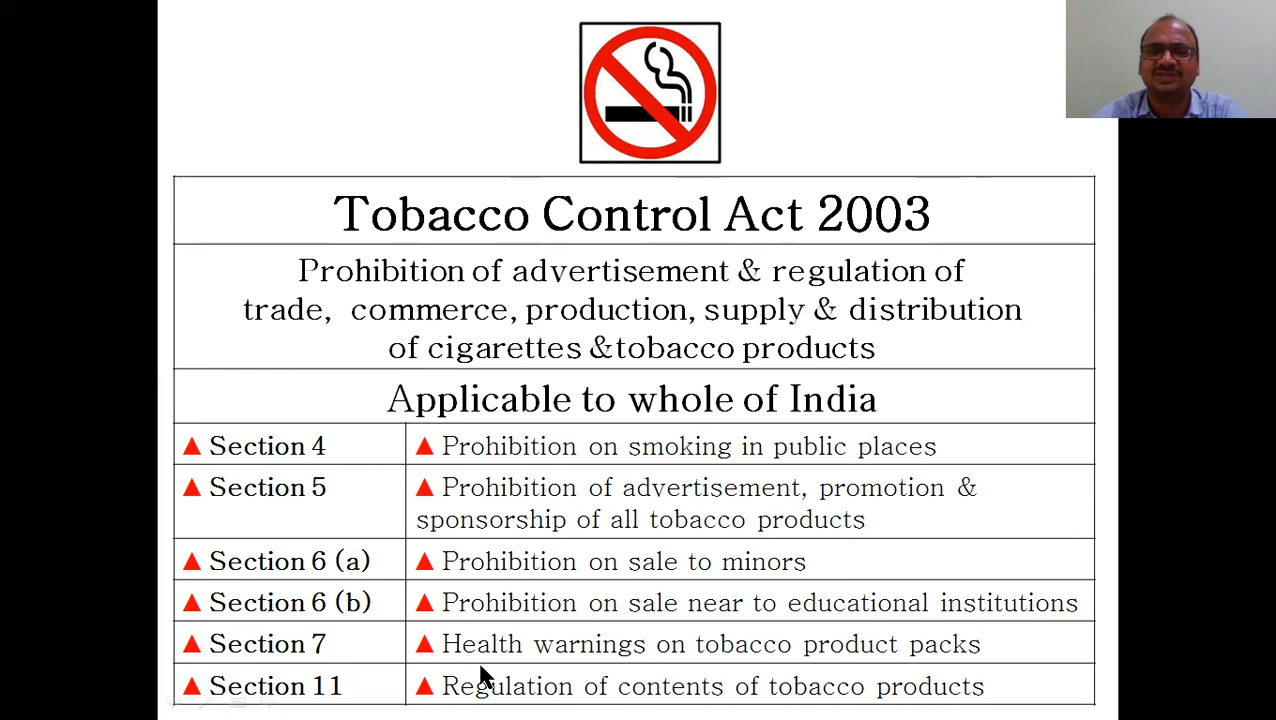 Tobacco Control Act 2003
Prohibition of advertisement & regulation of
trade, commerce, production, supply & distribution
of cigarettes &tobacco products
Applicable to whole of India
▲ Section 4 ▲ Prohibition on smoking in public places
▲ Section 5 ▲ Prohibition of advertisement, promotion &
sponsorship of all tobacco products
▲ Section 6 (a) ▲ Prohibition on sale to minors
▲ Section 6 (b) ▲ Prohibition on sale near to educational institutions
▲ Section 7 ▲ Health warnings on tobacco product packs
▲ Section 11 ▲ Regulation of contents of tobacco products